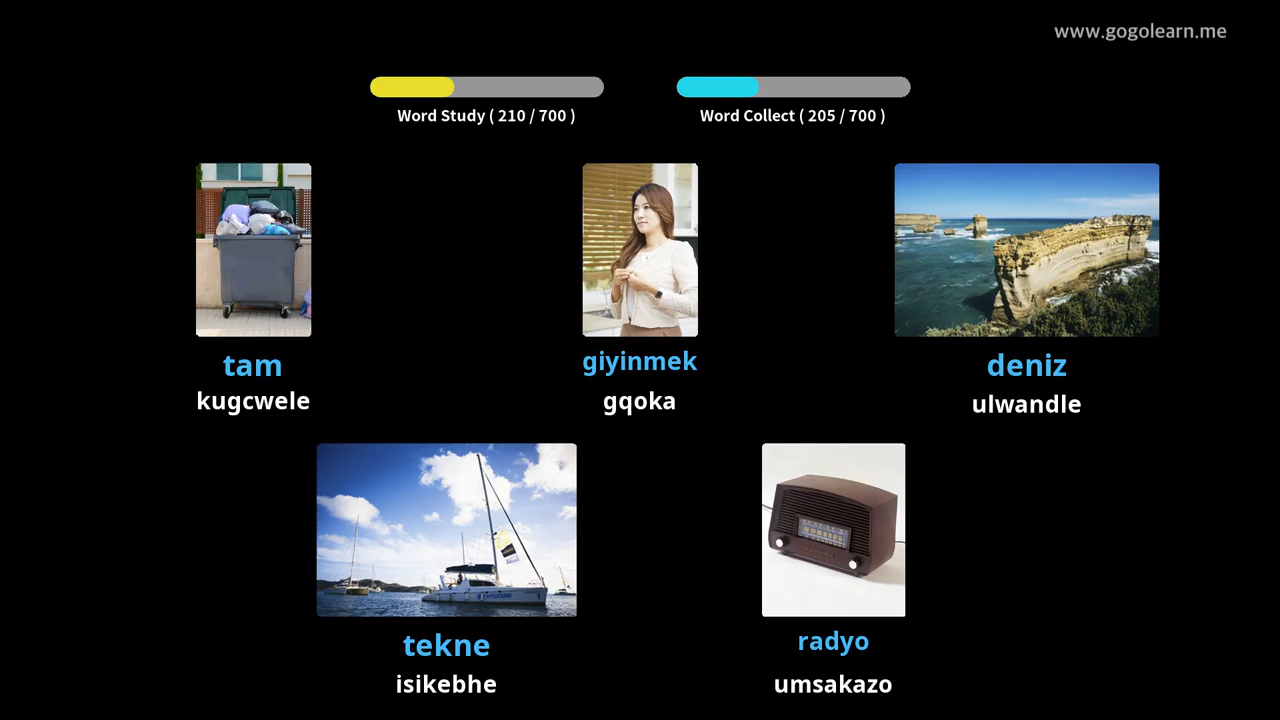 www.gogolearn.me
Word Study ( 210 / 700 )
Word Collect ( 205 / 700 )
tam
kugcwele
giyinmek
gqoka
deniz
ulwandle
tekne
isikebhe
radyo
umsakazo